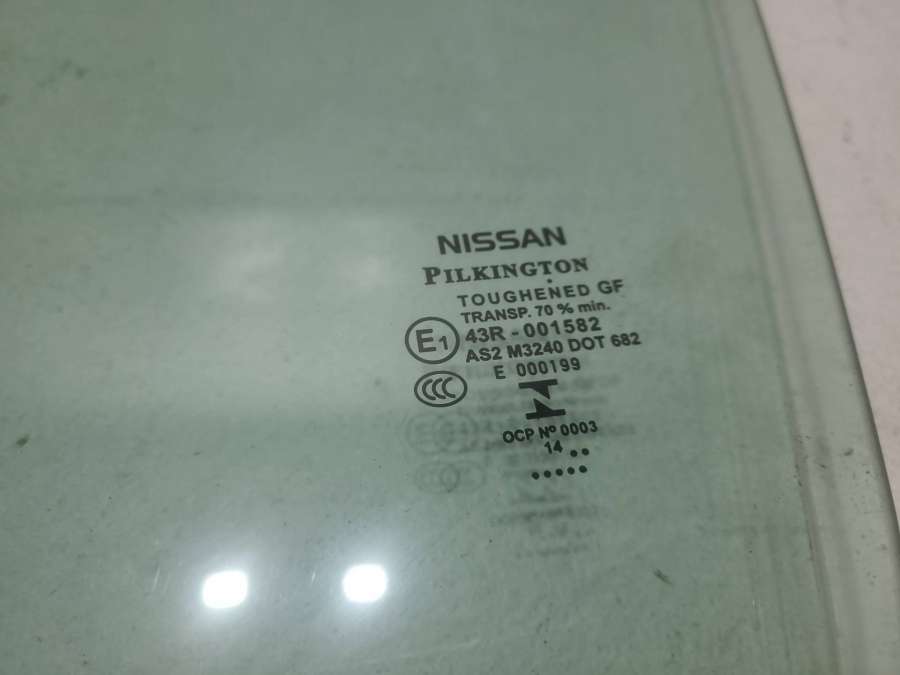 NISSAN
PILKINGTON
TOUGHENED GF
TRANSP. 70 % min.
E1 43R - 001582
AS2 M3240 DOT 682
CCC E 000199
OCP Nº 0003
14 ..
.....